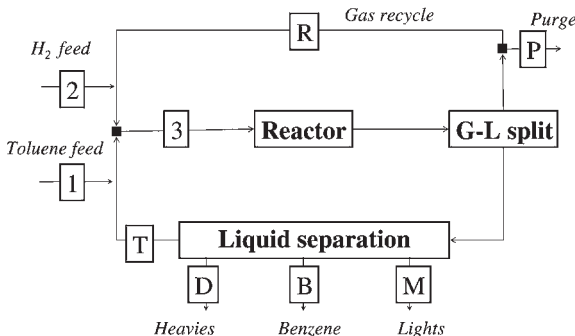 Gas recycle
Purge
R
P
H2 feed
2
3
Reactor
G-L split
Toluene feed
1
T
Liquid separation
D
B
M
Heavies
Benzene
Lights